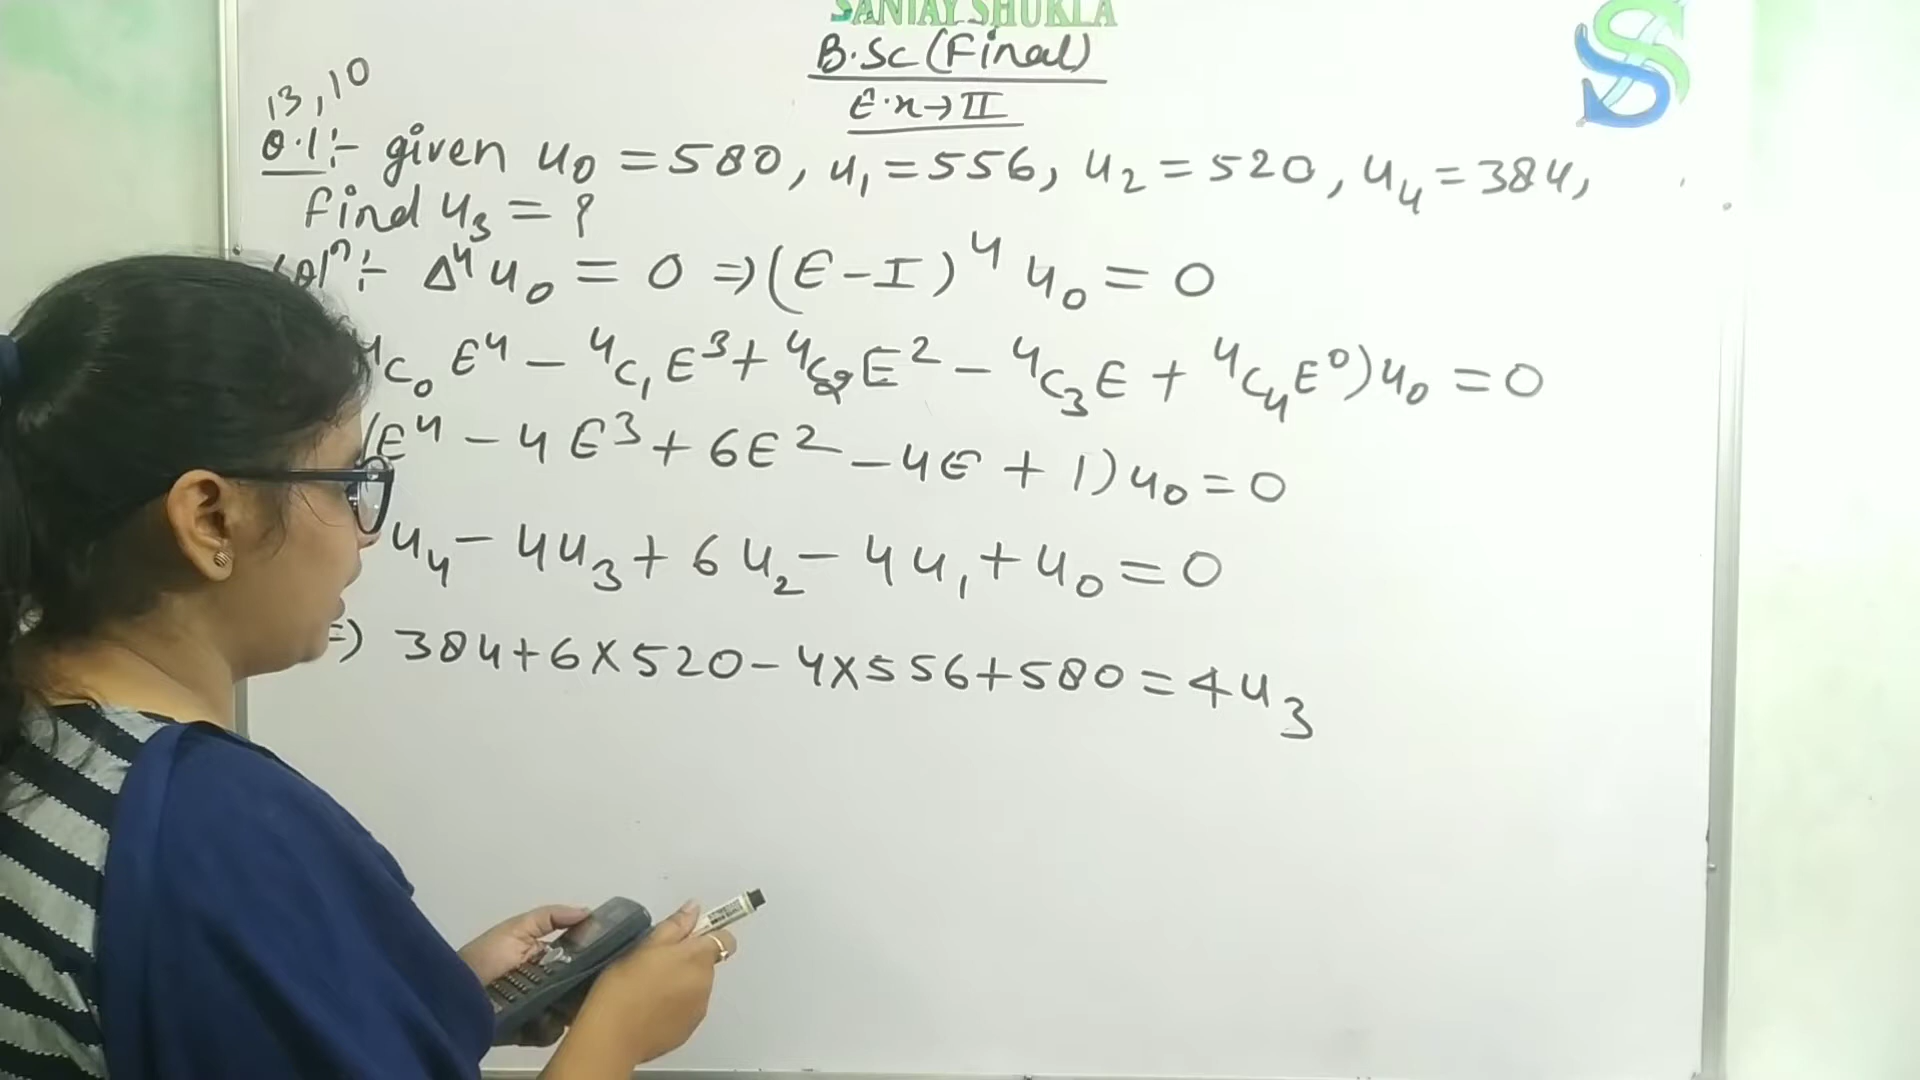 SANJAY SHUKLA
B.Sc (Final)
E.x → II
13, 10
Q.1:- given u₀ = 580, u₁ = 556, u₂ = 520, u₄ = 384,
find u₃ = ?
Solⁿ:- Δ⁴u₀ = 0 ⇒ (E - I)⁴ u₀ = 0
⁴C₀ E⁴ - ⁴C₁ E³ + ⁴C₂ E² - ⁴C₃ E + ⁴C₄ E⁰) u₀ = 0
(E⁴ - 4E³ + 6E² - 4E + 1) u₀ = 0
u₄ - 4u₃ + 6u₂ - 4u₁ + u₀ = 0
⇒) 384 + 6 × 520 - 4 × 556 + 580 = 4u₃